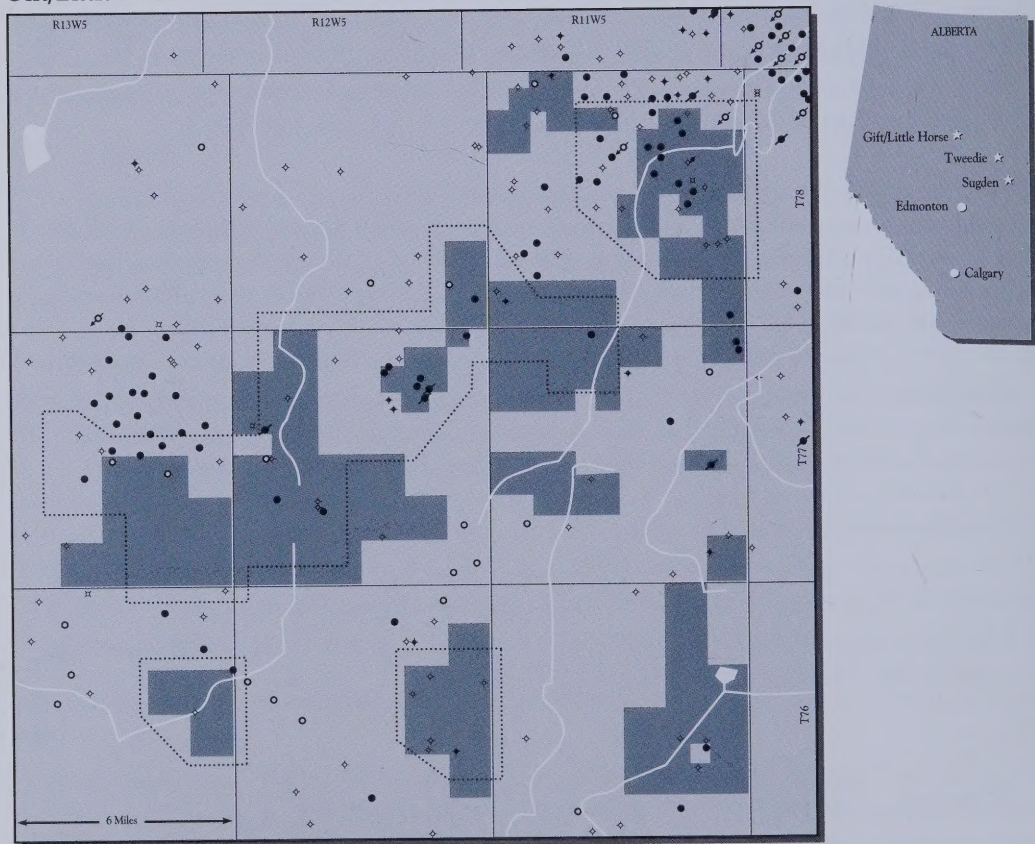 R13W5
R12W5
R11W5
T78
T77
T76
6 Miles
ALBERTA
Gift/Little Horse
Tweedie
Sugden
Edmonton
Calgary